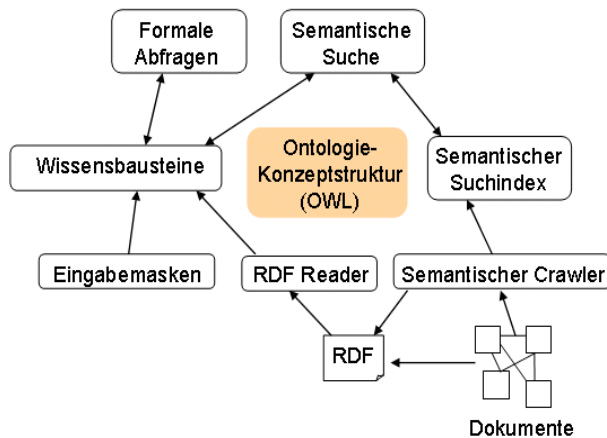 Formale
Abfragen
Semantische
Suche
Wissensbausteine
Ontologie-
Konzeptstruktur
(OWL)
Semantischer
Suchindex
Eingabemasken
RDF Reader
Semantischer Crawler
RDF
Dokumente